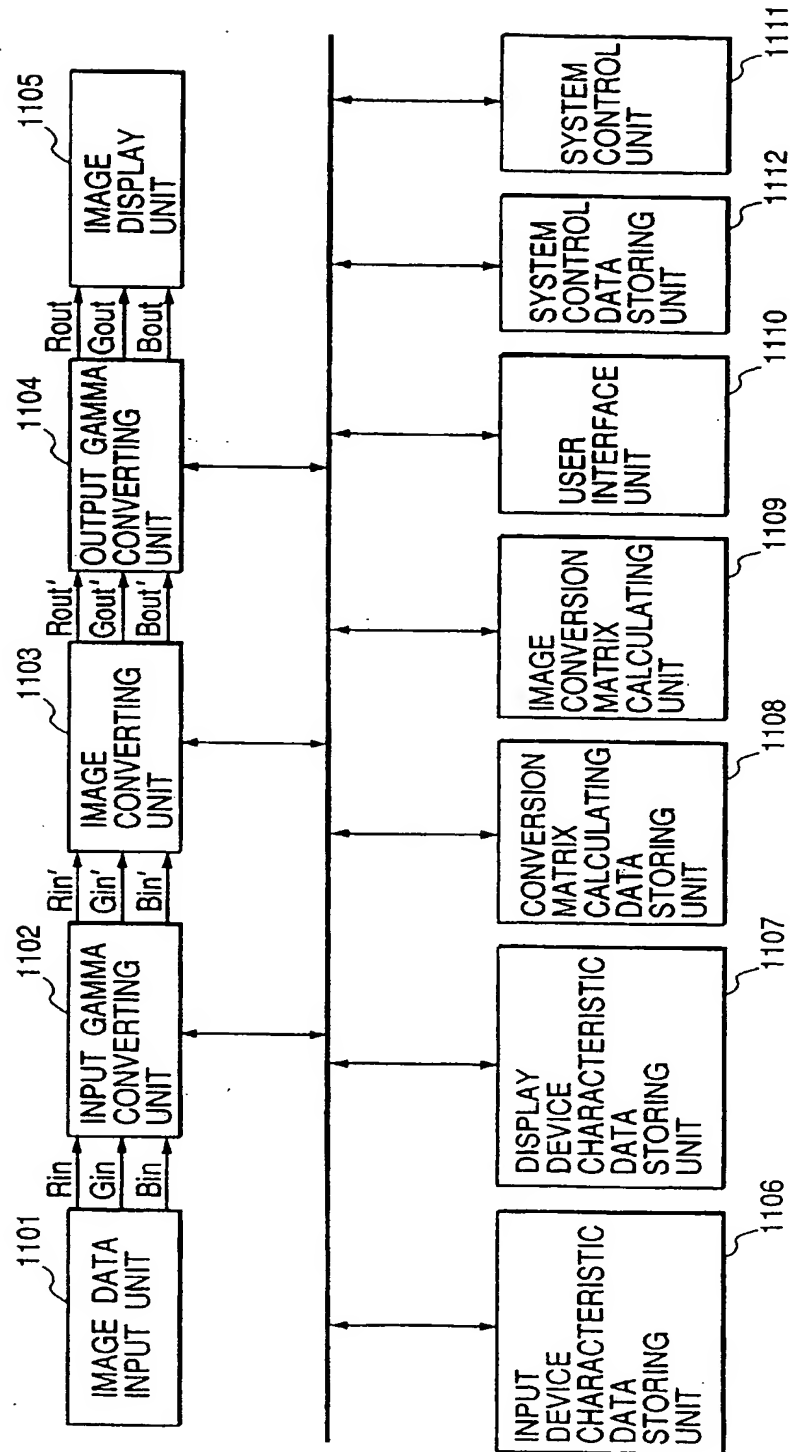 1101
IMAGE DATA
INPUT UNIT
Rin
Gin
Bin
1102
INPUT GAMMA
CONVERTING
UNIT
Rin'
Gin'
Bin'
1103
IMAGE
CONVERTING
UNIT
Rout'
Gout'
Bout'
1104
OUTPUT GAMMA
CONVERTING
UNIT
Rout
Gout
Bout
1105
IMAGE
DISPLAY
UNIT
INPUT
DEVICE
CHARACTERISTIC
DATA
STORING
UNIT
1106
DISPLAY
DEVICE
CHARACTERISTIC
DATA
STORING
UNIT
1107
CONVERSION
MATRIX
CALCULATING
DATA
STORING
UNIT
1108
IMAGE
CONVERSION
MATRIX
CALCULATING
UNIT
1109
USER
INTERFACE
UNIT
1110
SYSTEM
CONTROL
DATA
STORING
UNIT
1112
SYSTEM
CONTROL
UNIT
1111